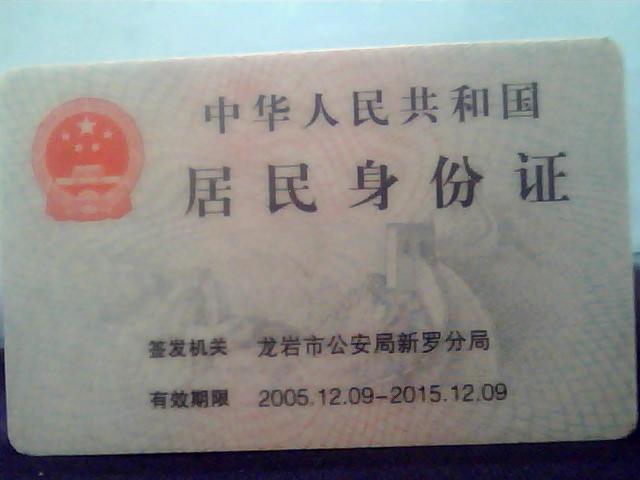 中华人民共和国
居民身份证
签发机关 龙岩市公安局新罗分局
有效期限 2005.12.09-2015.12.09